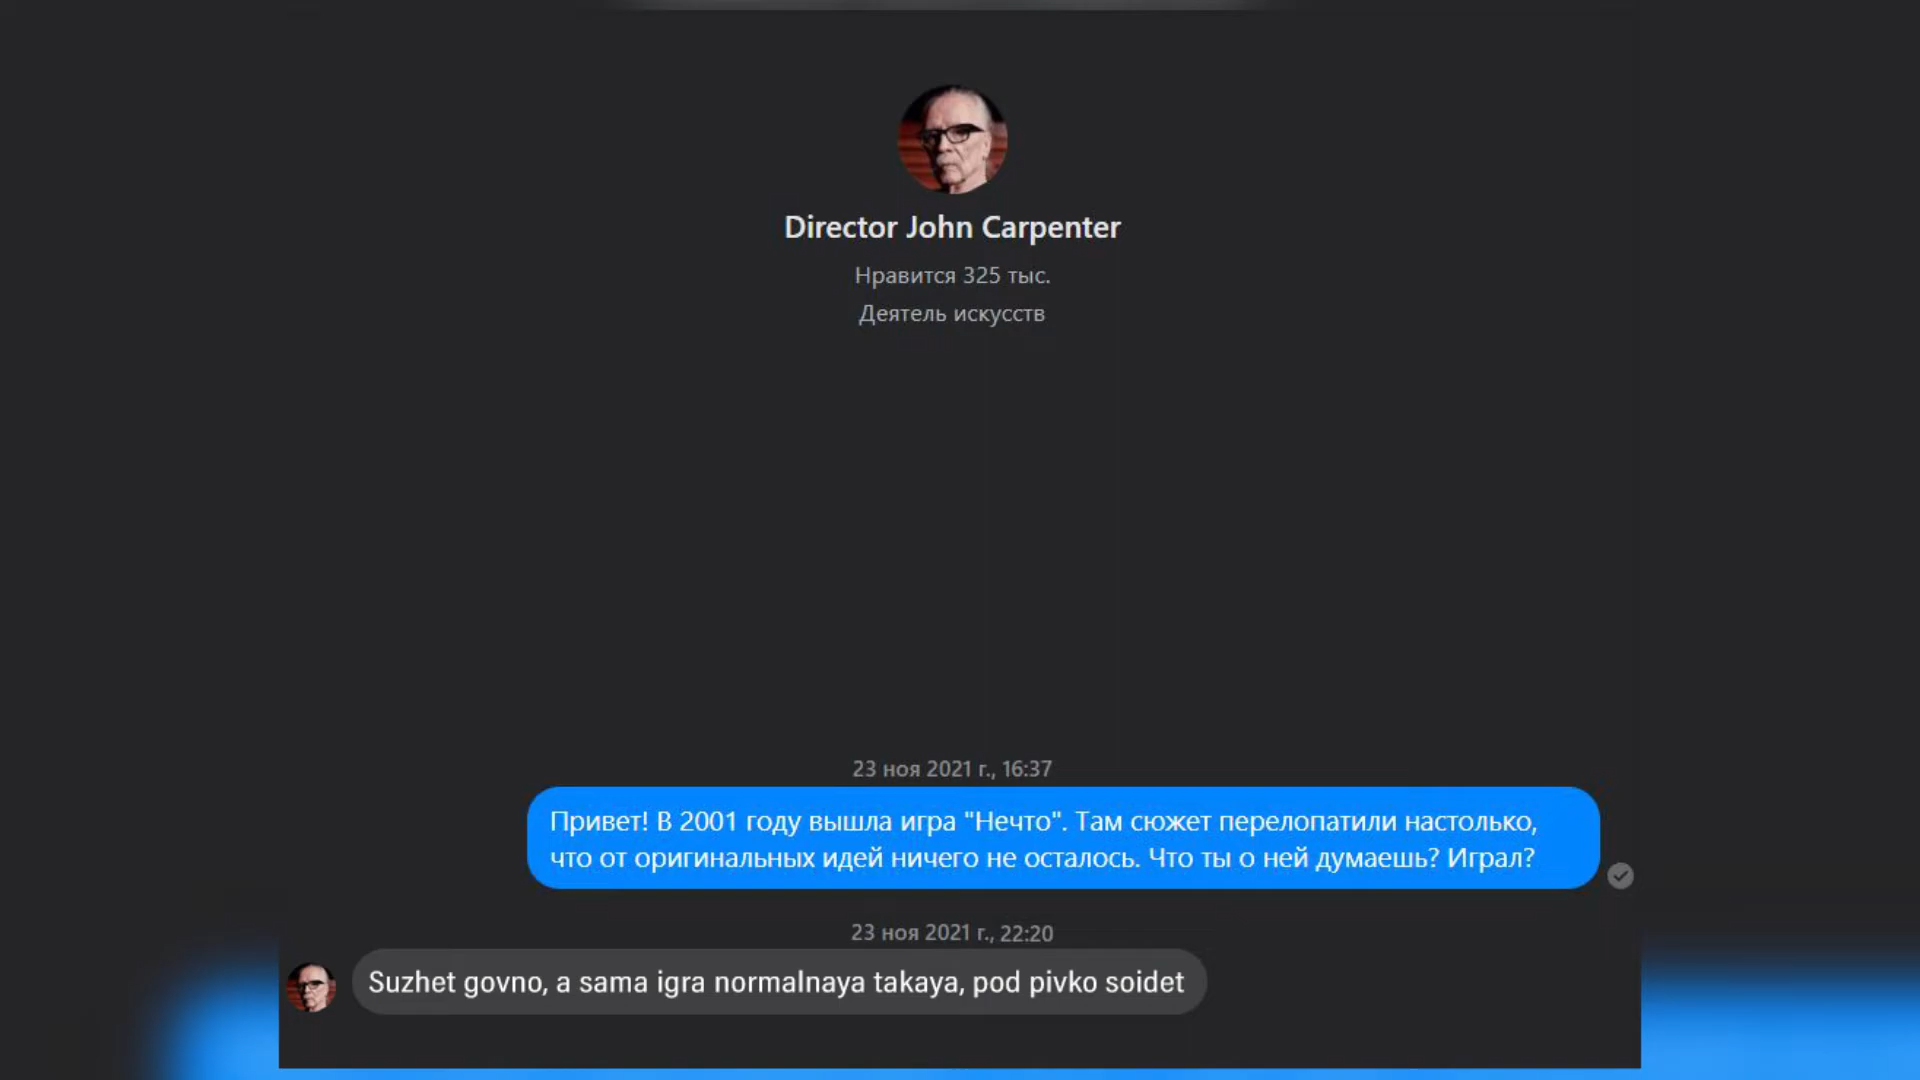 Director John Carpenter
Нравится 325 тыс.
Деятель искусств
23 ноя 2021 г., 16:37
Привет! В 2001 году вышла игра "Нечто". Там сюжет перелопатили настолько,
что от оригинальных идей ничего не осталось. Что ты о ней думаешь? Играл?
23 ноя 2021 г., 22:20
Suzhet govno, a sama igra normalnaya takaya, pod pivko soidet